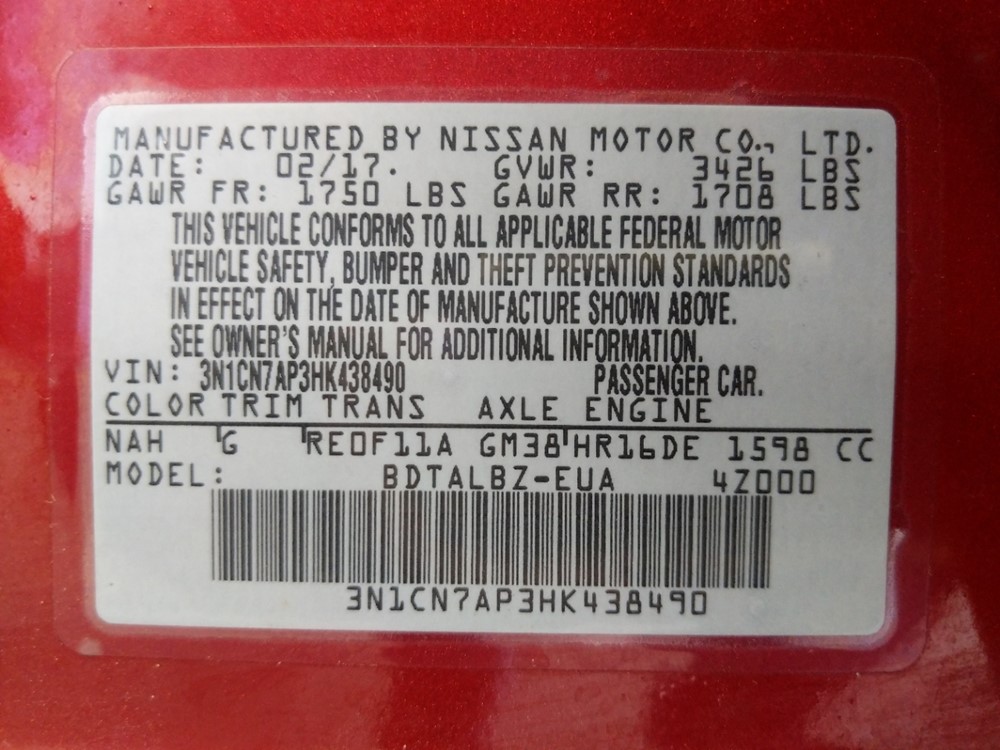 MANUFACTURED BY NISSAN MOTOR CO., LTD.
DATE: 02/17. GVWR: 3426 LBS
GAWR FR: 1750 LBS GAWR RR: 1708 LBS
THIS VEHICLE CONFORMS TO ALL APPLICABLE FEDERAL MOTOR
VEHICLE SAFETY, BUMPER AND THEFT PREVENTION STANDARDS
IN EFFECT ON THE DATE OF MANUFACTURE SHOWN ABOVE.
SEE OWNER'S MANUAL FOR ADDITIONAL INFORMATION.
VIN: 3N1CN7AP3HK438490 PASSENGER CAR.
COLOR TRIM TRANS AXLE ENGINE
NAH G RE0F11A GM38 HR16DE 1598 CC
MODEL: BDTALBZ-EUA 4Z000
3N1CN7AP3HK438490